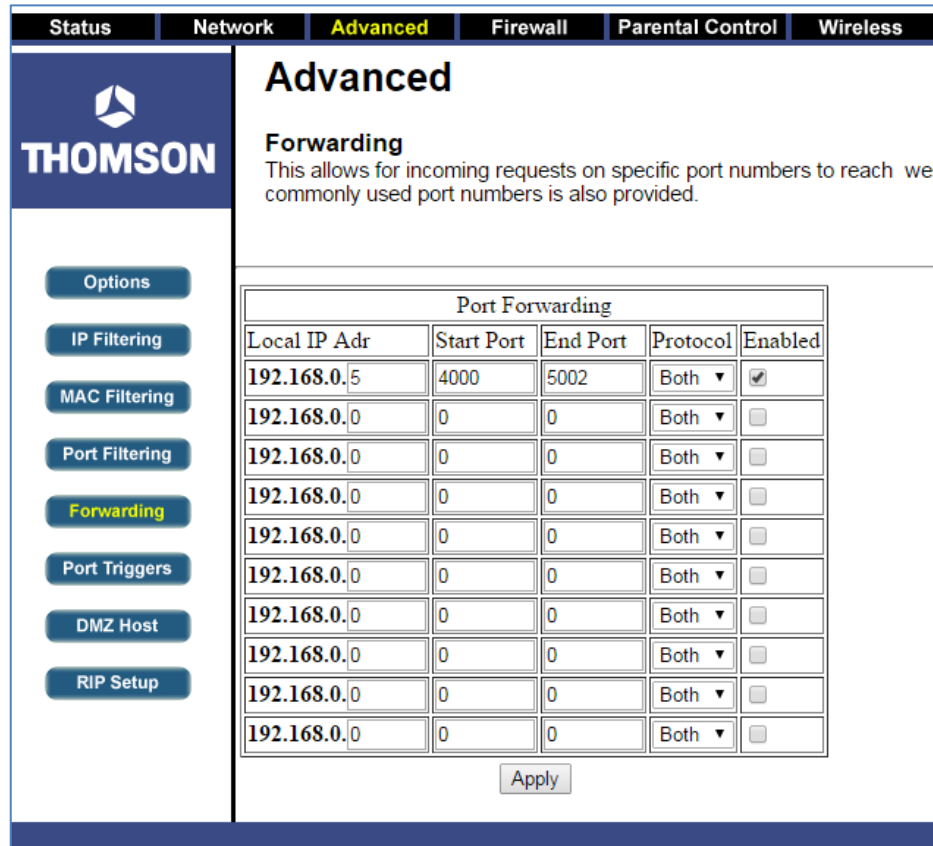 Status Network Advanced Firewall Parental Control Wireless
THOMSON
Options
IP Filtering
MAC Filtering
Port Filtering
Forwarding
Port Triggers
DMZ Host
RIP Setup
Advanced
Forwarding
This allows for incoming requests on specific port numbers to reach we
commonly used port numbers is also provided.
Port Forwarding
Local IP Adr Start Port End Port Protocol Enabled
192.168.0.5 4000 5002 Both
192.168.0.0 0 0 Both
192.168.0.0 0 0 Both
192.168.0.0 0 0 Both
192.168.0.0 0 0 Both
192.168.0.0 0 0 Both
192.168.0.0 0 0 Both
192.168.0.0 0 0 Both
192.168.0.0 0 0 Both
192.168.0.0 0 0 Both
Apply